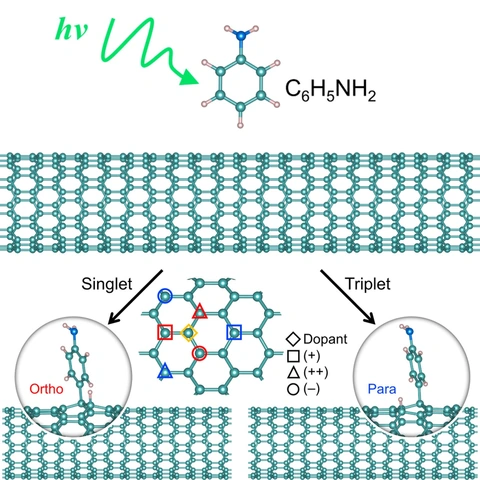 hν
C6H5NH2
Singlet
Triplet
Dopant
(+)
(++)
(−)
Ortho
Para